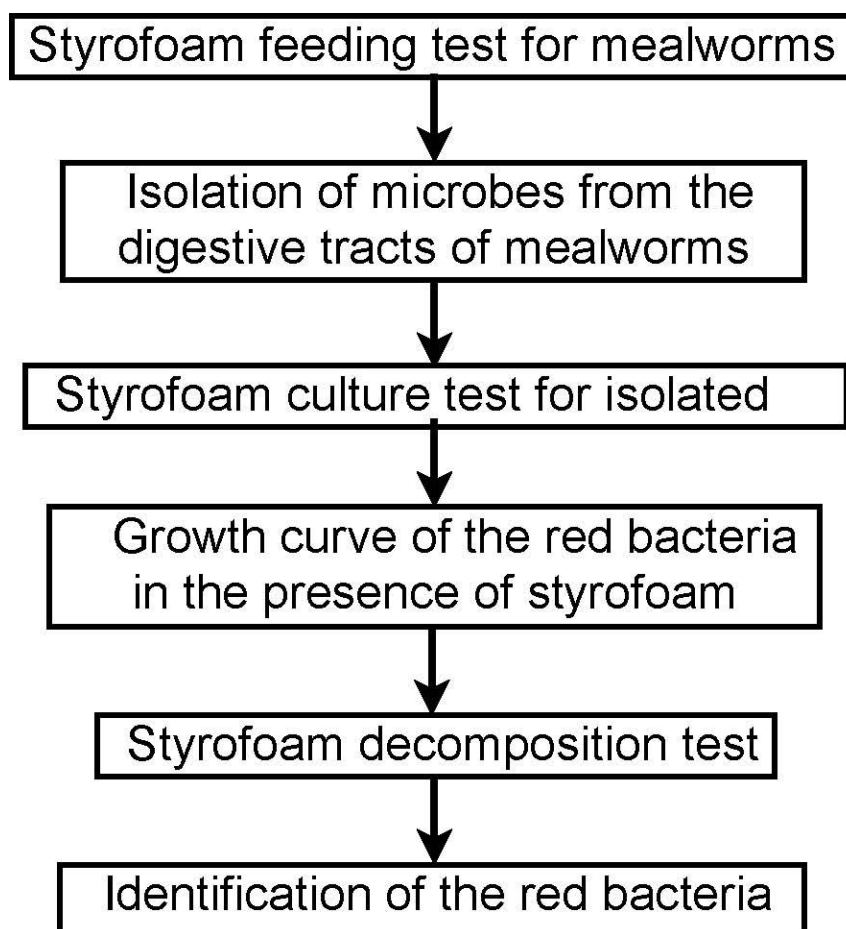 Styrofoam feeding test for mealworms
Isolation of microbes from the
digestive tracts of mealworms
Styrofoam culture test for isolated
Growth curve of the red bacteria
in the presence of styrofoam
Styrofoam decomposition test
Identification of the red bacteria